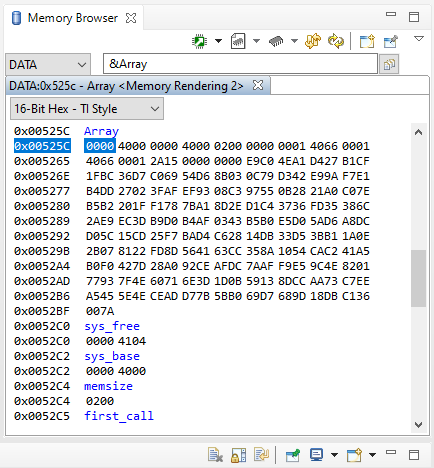 Memory Browser
DATA
&Array
DATA:0x525c - Array <Memory Rendering 2>
16-Bit Hex - TI Style
0x00525C Array
0x00525C 0000 4000 0000 4000 0200 0000 0001 4066 0001
0x005265 4066 0001 2A15 0000 0000 E9C0 4EA1 D427 B1CF
0x00526E 1FBC 36D7 C069 54D6 8B03 0C79 D342 E99A F7E1
0x005277 B4DD 2702 3FAF EF93 08C3 9755 0B28 21A0 C07E
0x005280 B5B2 201F F178 7BA1 8D2E D1C4 3736 FD35 386C
0x005289 2AE9 EC3D B9D0 B4AF 0343 B5B0 E5D0 5AD6 A8DC
0x005292 D05C 15CD 25F7 BAD4 C628 14DB 33D5 3BB1 1A0E
0x00529B 2B07 8122 FD8D 5641 63CC 358A 1054 CAC2 41A5
0x0052A4 B0F0 427D 28A0 92CE AFDC 7AAF F9E5 9C4E 8201
0x0052AD 7793 7F4E 6071 6E3D 1D0B 5913 8DCC AA73 C7EE
0x0052B6 A545 5E4E CEAD D77B 5BB0 69D7 689D 18DB C136
0x0052BF 007A
0x0052C0 sys_free
0x0052C0 0000 4104
0x0052C2 sys_base
0x0052C2 0000 4000
0x0052C4 memsize
0x0052C4 0200
0x0052C5 first_call